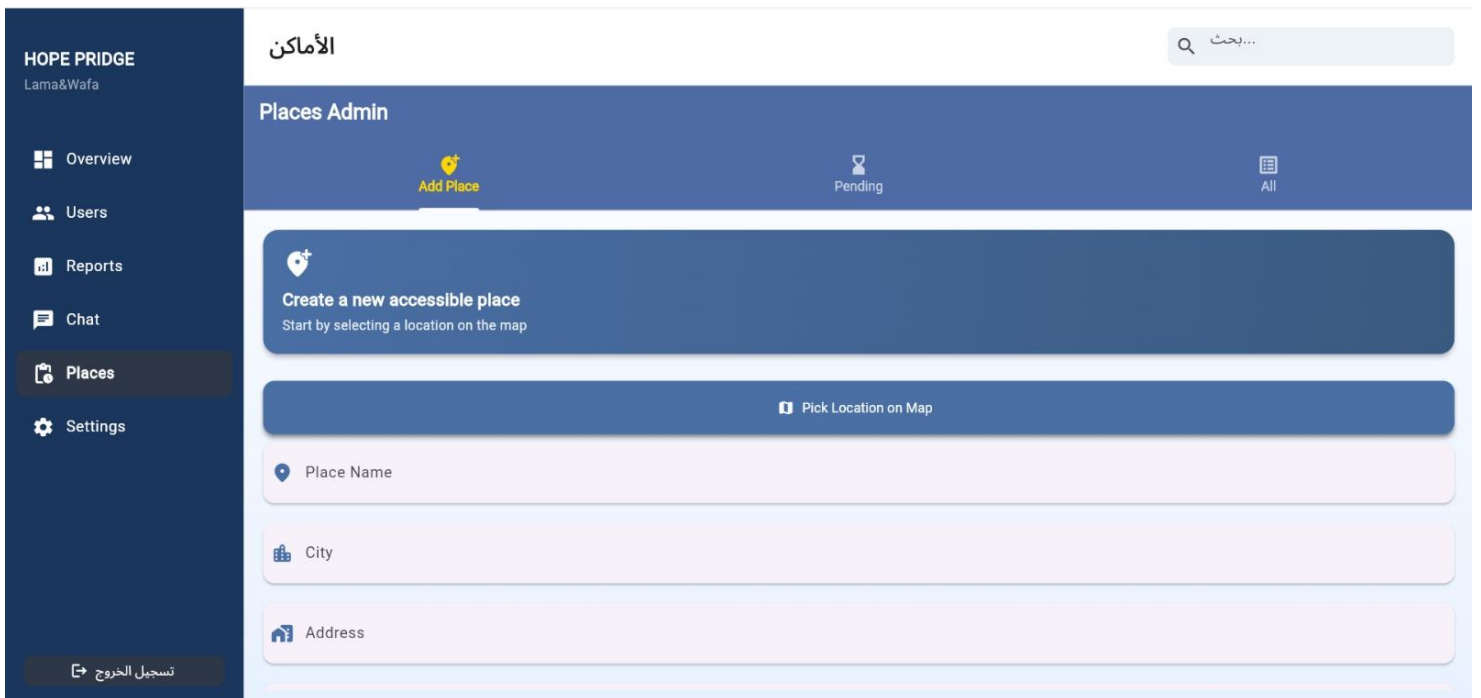 HOPE PRIDGE
Lama&Wafa
Overview
Users
Reports
Chat
Places
Settings
تسجيل الخروج
الأماكن
بحث...
Places Admin
Add Place
Pending
All
Create a new accessible place
Start by selecting a location on the map
Pick Location on Map
Place Name
City
Address